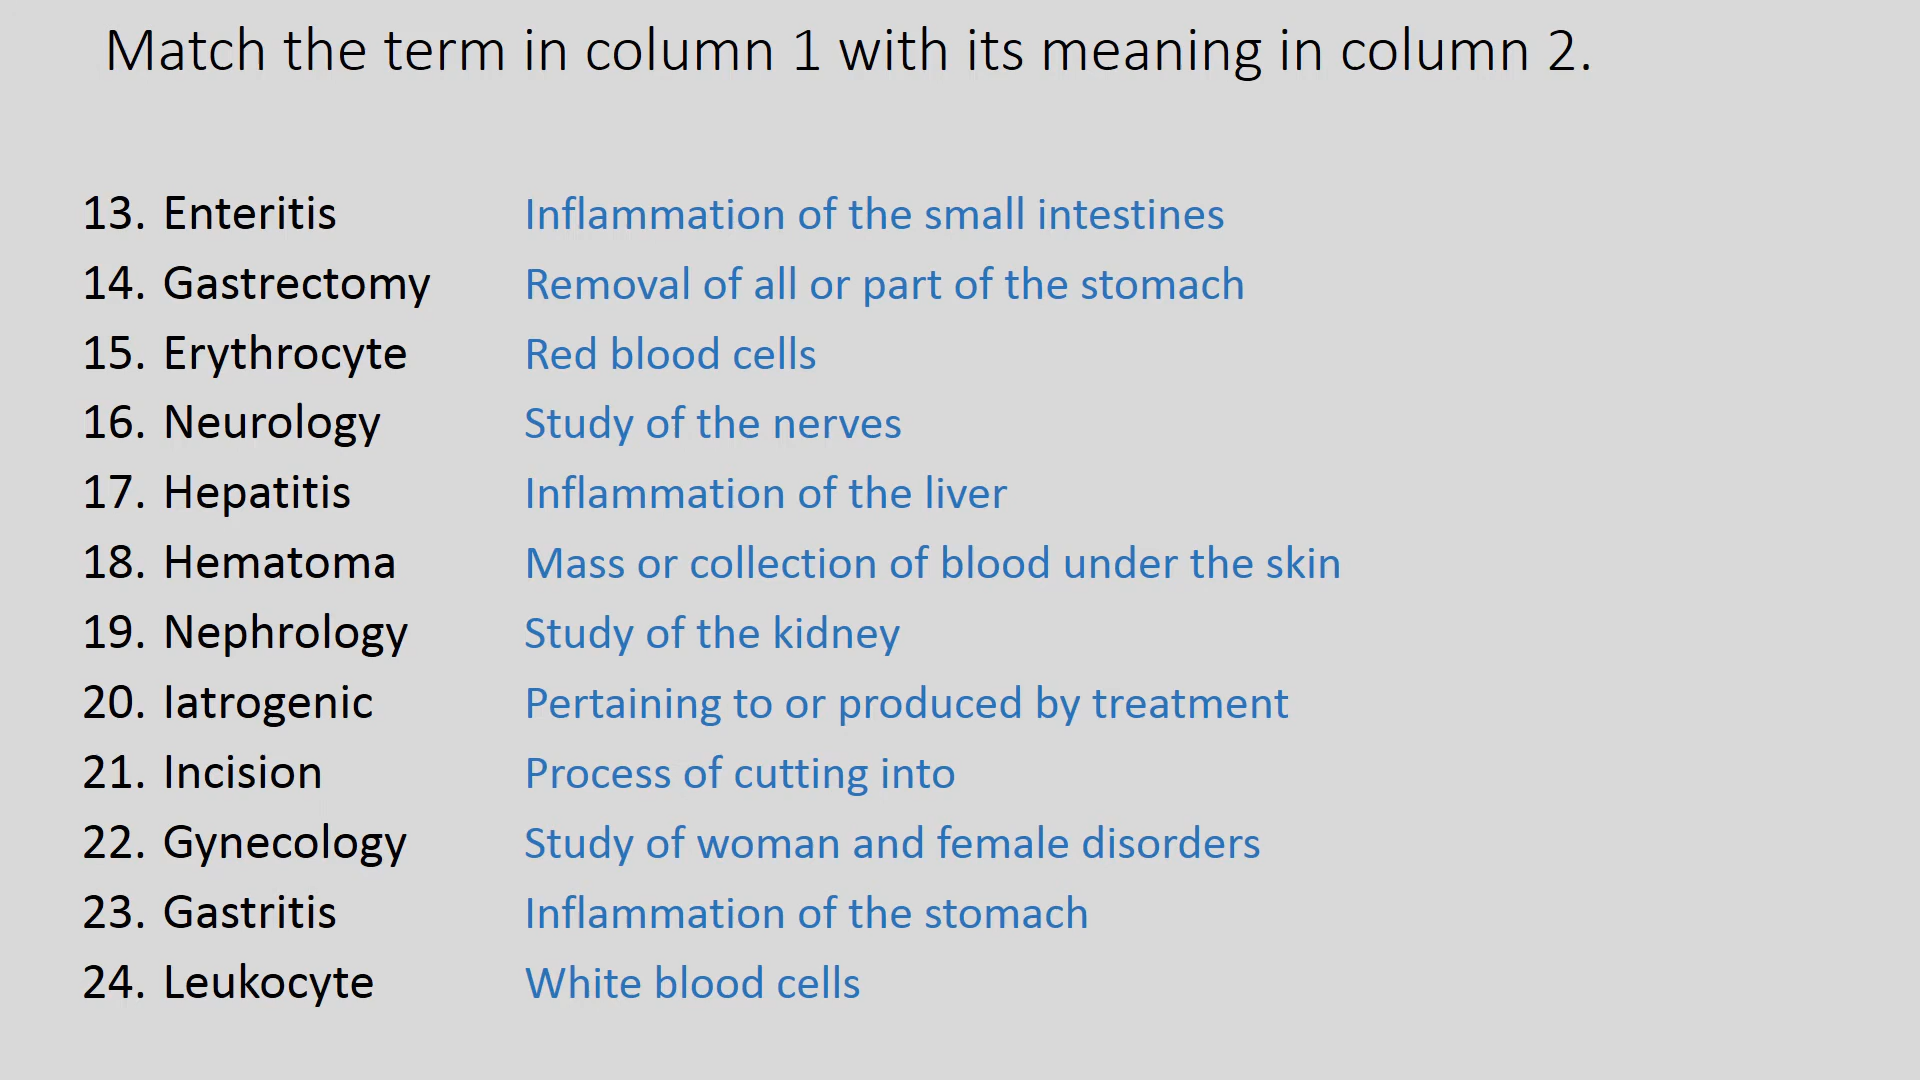 Match the term in column 1 with its meaning in column 2.
13. Enteritis Inflammation of the small intestines
14. Gastrectomy Removal of all or part of the stomach
15. Erythrocyte Red blood cells
16. Neurology Study of the nerves
17. Hepatitis Inflammation of the liver
18. Hematoma Mass or collection of blood under the skin
19. Nephrology Study of the kidney
20. Iatrogenic Pertaining to or produced by treatment
21. Incision Process of cutting into
22. Gynecology Study of woman and female disorders
23. Gastritis Inflammation of the stomach
24. Leukocyte White blood cells